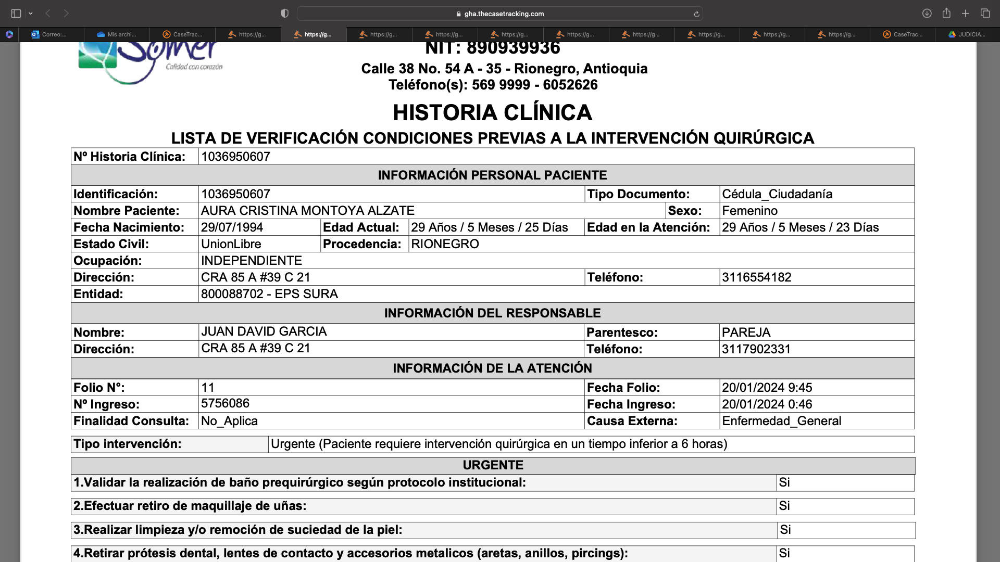 gha.thecasetracking.com
Correo:...
Mis archi...
CaseTrac...
https://g...
https://g...
https://g...
https://g...
https://g...
https://g...
https://g...
https://g...
https://g...
https://g...
CaseTrac...
JUDICIA...
Somer
Calidad con corazón
NIT: 890939936
Calle 38 No. 54 A - 35 - Rionegro, Antioquia
Teléfono(s): 569 9999 - 6052626
HISTORIA CLÍNICA
LISTA DE VERIFICACIÓN CONDICIONES PREVIAS A LA INTERVENCIÓN QUIRÚRGICA
Nº Historia Clínica: 1036950607
INFORMACIÓN PERSONAL PACIENTE
Identificación: 1036950607 Tipo Documento: Cédula_Ciudadanía
Nombre Paciente: AURA CRISTINA MONTOYA ALZATE Sexo: Femenino
Fecha Nacimiento: 29/07/1994 Edad Actual: 29 Años / 5 Meses / 25 Días Edad en la Atención: 29 Años / 5 Meses / 23 Días
Estado Civil: UnionLibre Procedencia: RIONEGRO
Ocupación: INDEPENDIENTE
Dirección: CRA 85 A #39 C 21 Teléfono: 3116554182
Entidad: 800088702 - EPS SURA
INFORMACIÓN DEL RESPONSABLE
Nombre: JUAN DAVID GARCIA Parentesco: PAREJA
Dirección: CRA 85 A #39 C 21 Teléfono: 3117902331
INFORMACIÓN DE LA ATENCIÓN
Folio N°: 11 Fecha Folio: 20/01/2024 9:45
Nº Ingreso: 5756086 Fecha Ingreso: 20/01/2024 0:46
Finalidad Consulta: No_Aplica Causa Externa: Enfermedad_General
Tipo intervención: Urgente (Paciente requiere intervención quirúrgica en un tiempo inferior a 6 horas)
URGENTE
1.Validar la realización de baño prequirúrgico según protocolo institucional: Si
2.Efectuar retiro de maquillaje de uñas: Si
3.Realizar limpieza y/o remoción de suciedad de la piel: Si
4.Retirar prótesis dental, lentes de contacto y accesorios metalicos (aretas, anillos, pircings): Si